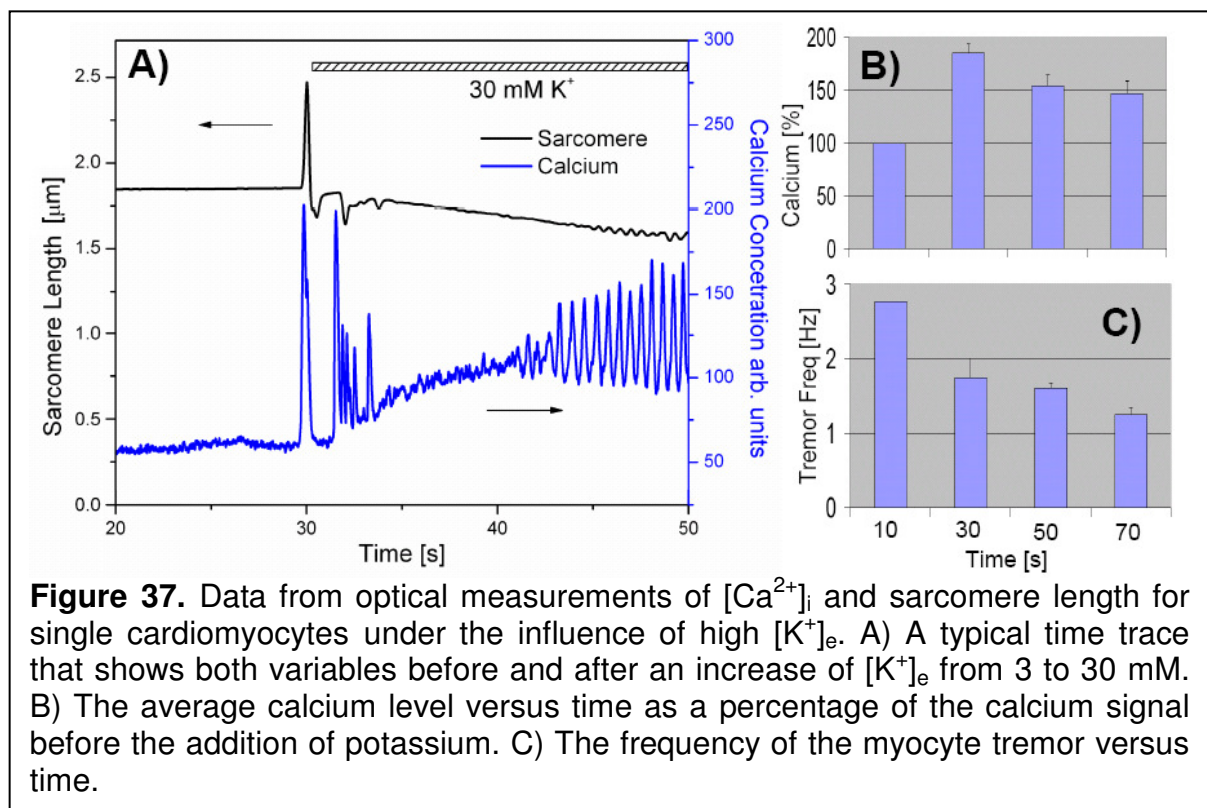 A)
30 mM K⁺
Sarcomere
Calcium
Sarcomere Length [µm]
2.5
2.0
1.5
1.0
0.5
0.0
20
30
40
50
Time [s]
300
250
200
150
100
50
Calcium Concetration arb. units
B)
Calcium [%]
200
150
100
50
0
C)
Tremor Freq [Hz]
3
2
1
0
10
30
50
70
Time [s]
Figure 37. Data from optical measurements of [Ca²⁺]ᵢ and sarcomere length for
single cardiomyocytes under the influence of high [K⁺]ₑ. A) A typical time trace
that shows both variables before and after an increase of [K⁺]ₑ from 3 to 30 mM.
B) The average calcium level versus time as a percentage of the calcium signal
before the addition of potassium. C) The frequency of the myocyte tremor versus
time.